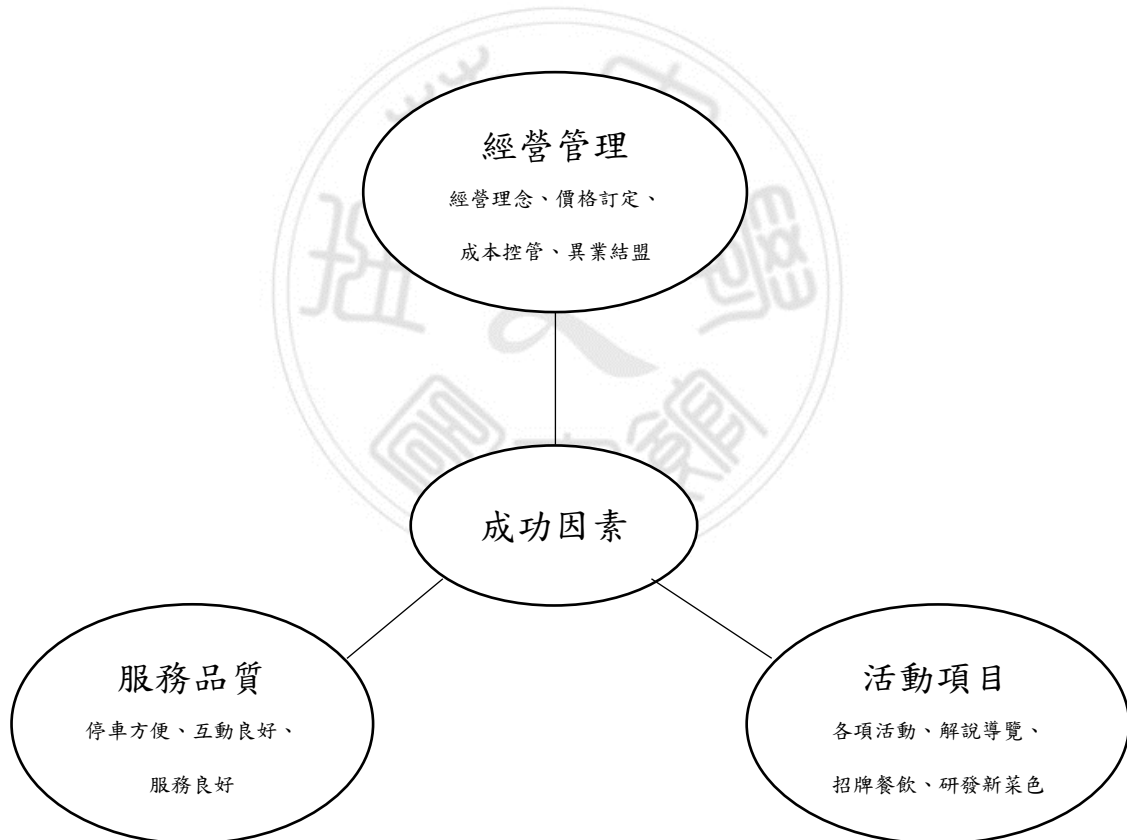 經營管理
經營理念、價格訂定、
成本控管、異業結盟
成功因素
服務品質
停車方便、互動良好、
服務良好
活動項目
各項活動、解說導覽、
招牌餐飲、研發新菜色